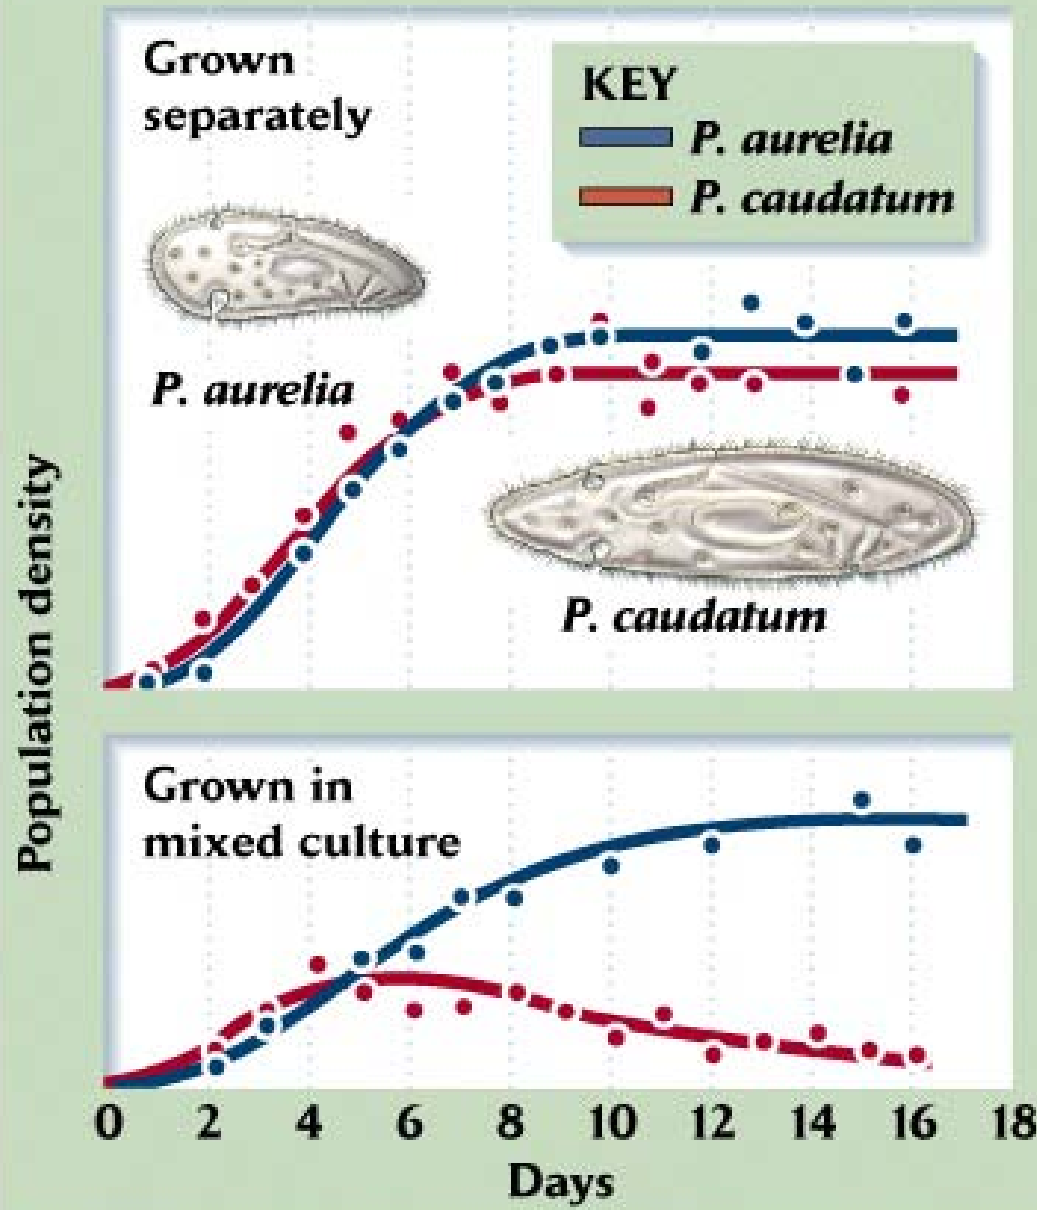 Grown
separately
KEY
P. aurelia
P. caudatum
P. aurelia
P. caudatum
Population density
Grown in
mixed culture
0 2 4 6 8 10 12 14 16 18
Days